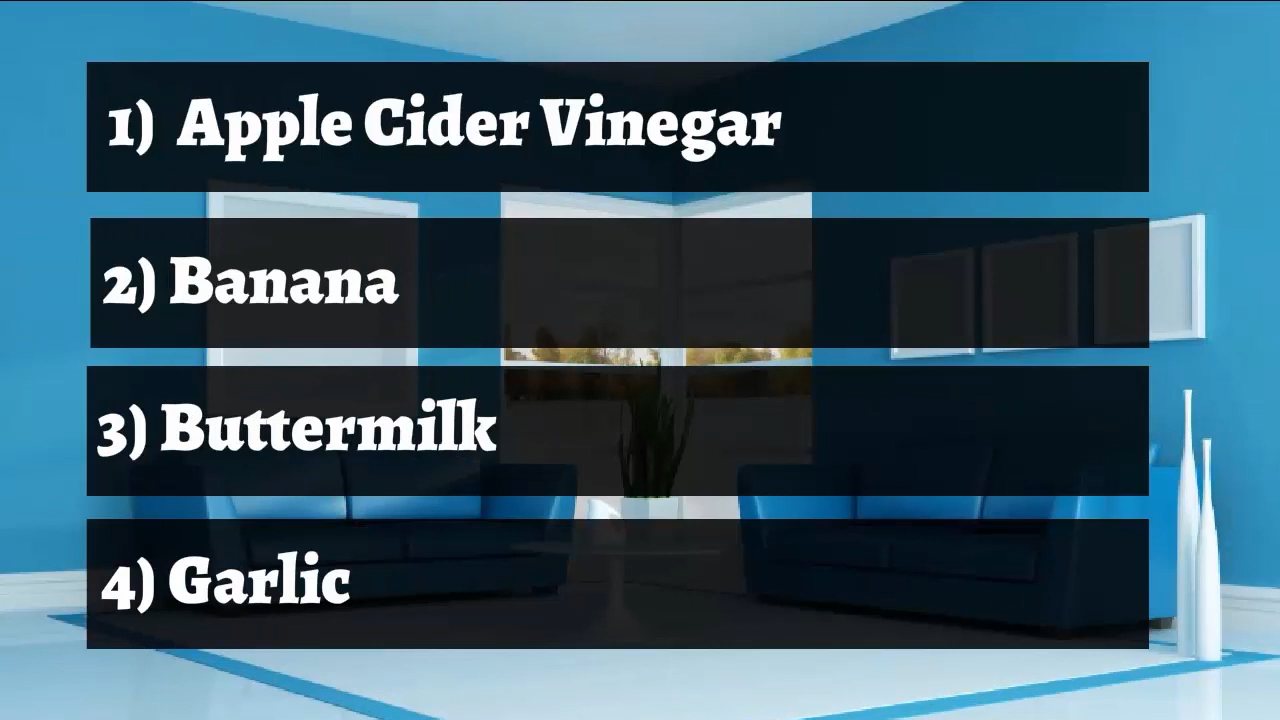 1) Apple Cider Vinegar
2) Banana
3) Buttermilk
4) Garlic